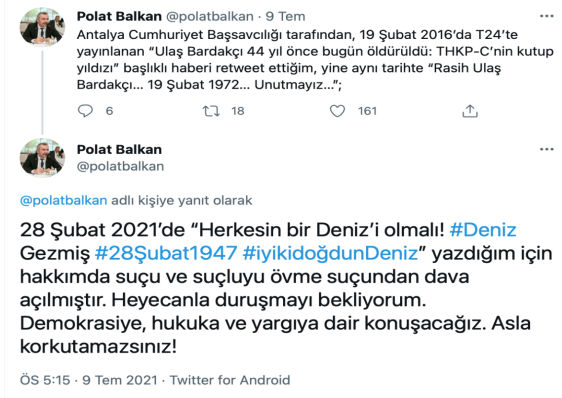 Polat Balkan @polatbalkan · 9 Tem
Antalya Cumhuriyet Başsavcılığı tarafından, 19 Şubat 2016'da T24'te
yayınlanan “Ulaş Bardakçı 44 yıl önce bugün öldürüldü: THKP-C'nin kutup
yıldızı” başlıklı haberi retweet ettiğim, yine aynı tarihte “Rasih Ulaş
Bardakçı... 19 Şubat 1972... Unutmayız...”;
6 18 161
Polat Balkan
@polatbalkan
@polatbalkan adlı kişiye yanıt olarak
28 Şubat 2021'de “Herkesin bir Deniz'i olmalı! #Deniz
Gezmiş #28Şubat1947 #iyikidoğdunDeniz” yazdığım için
hakkımda suçu ve suçluyu övme suçundan dava
açılmıştır. Heyecanla duruşmayı bekliyorum.
Demokrasiye, hukuka ve yargıya dair konuşacağız. Asla
korkutamazsınız!
ÖS 5:15 · 9 Tem 2021 · Twitter for Android